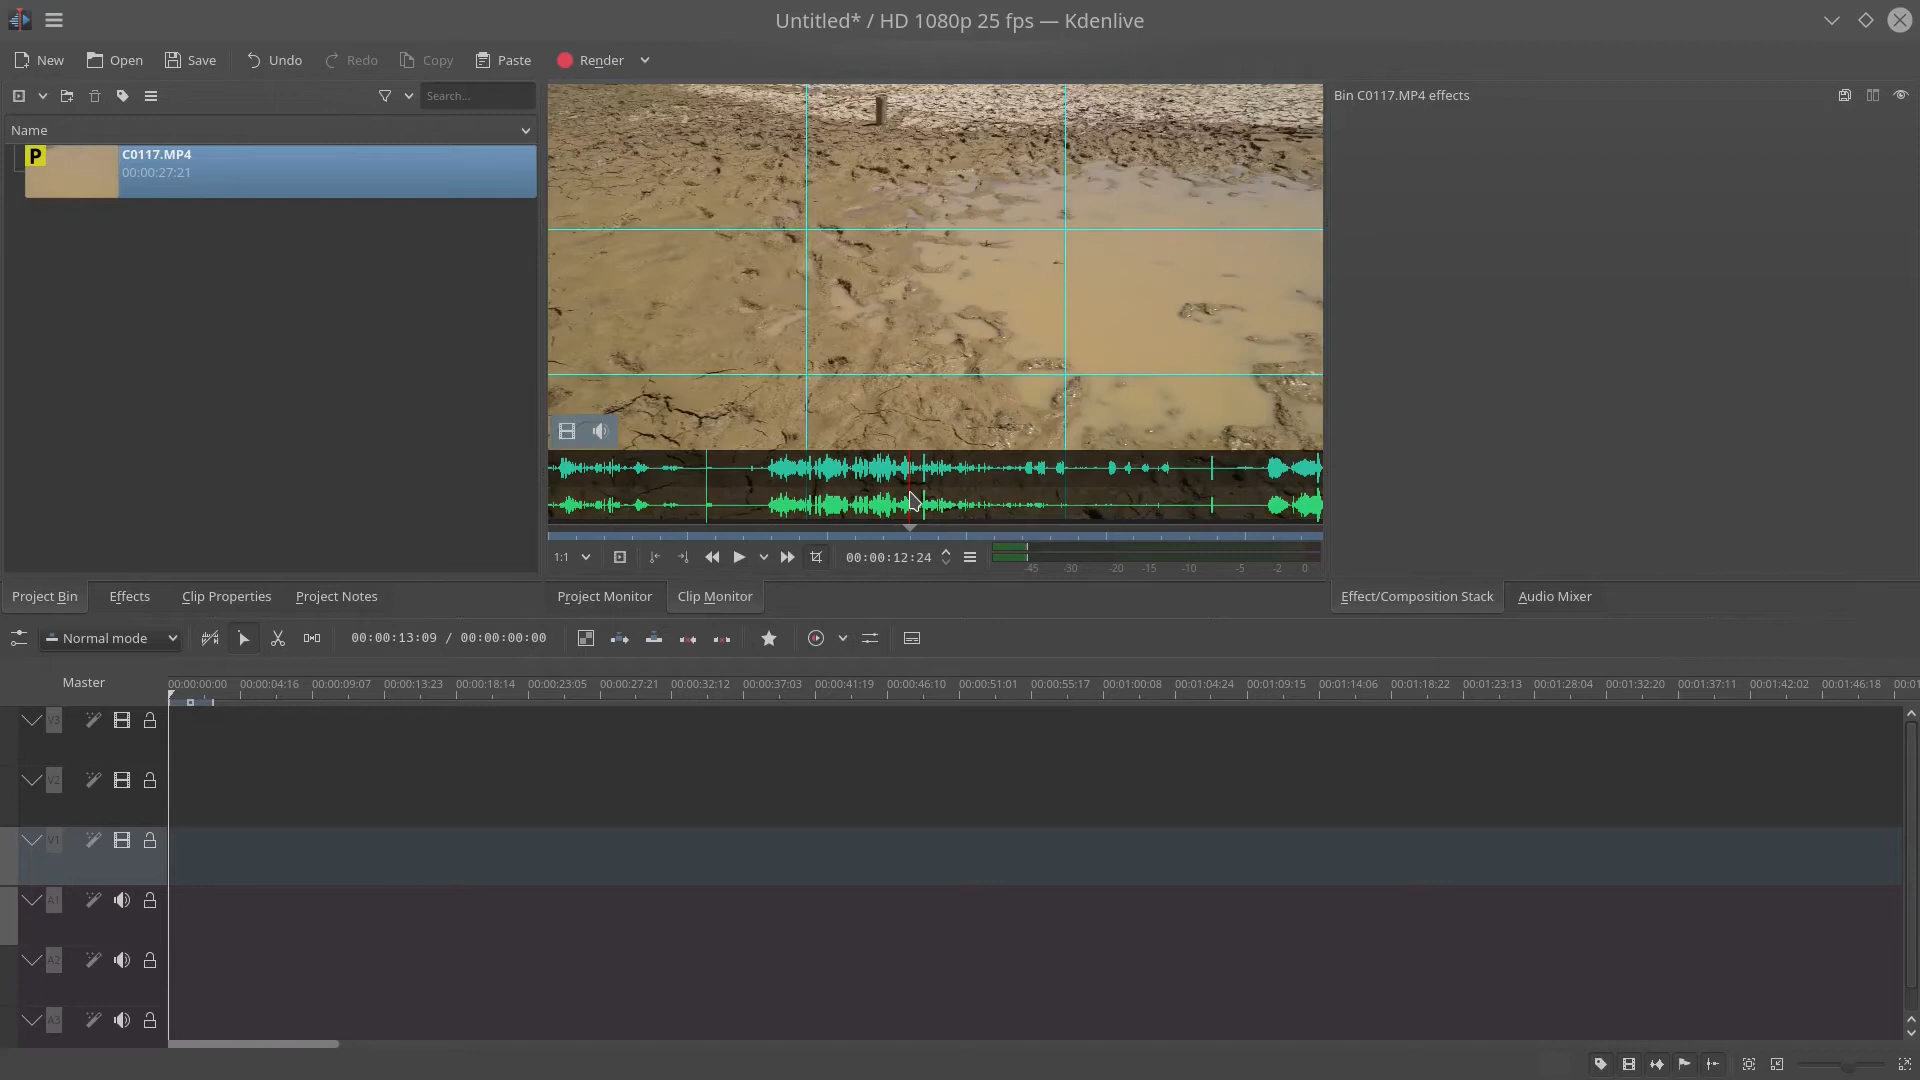 Untitled* / HD 1080p 25 fps — Kdenlive
New Open Save Undo Redo Copy Paste Render
Search...
Bin C0117.MP4 effects
Name
P
C0117.MP4
00:00:27:21
1:1
00:00:12:24
-45 -30 -20 -15 -10 -5 -2 0
Project Bin Effects Clip Properties Project Notes
Project Monitor Clip Monitor
Effect/Composition Stack Audio Mixer
Normal mode
00:00:13:09 / 00:00:00:00
Master
00:00:00:00 00:00:04:16 00:00:09:07 00:00:13:23 00:00:18:14 00:00:23:05 00:00:27:21 00:00:32:12 00:00:37:03 00:00:41:19 00:00:46:10 00:00:51:01 00:00:55:17 00:01:00:08 00:01:04:24 00:01:09:15 00:01:14:06 00:01:18:22 00:01:23:13 00:01:28:04 00:01:32:20 00:01:37:11 00:01:42:02 00:01:46:18 00:01
V3
V2
V1
A1
A2
A3